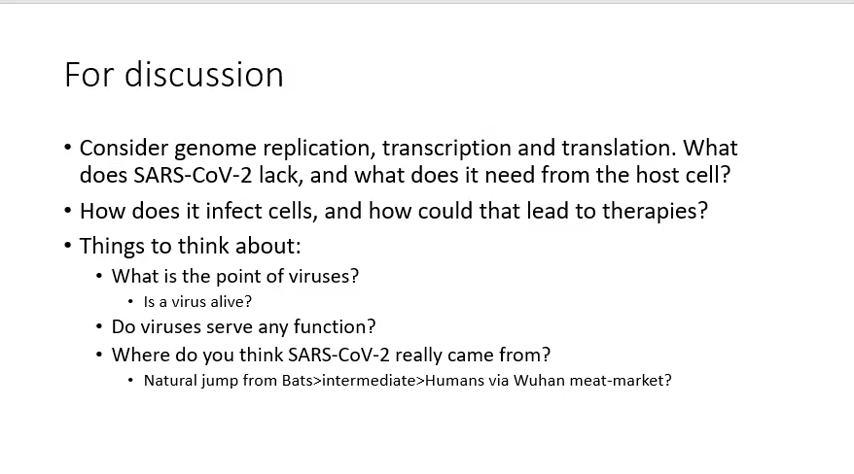 For discussion
• Consider genome replication, transcription and translation. What
does SARS-CoV-2 lack, and what does it need from the host cell?
• How does it infect cells, and how could that lead to therapies?
• Things to think about:
• What is the point of viruses?
• Is a virus alive?
• Do viruses serve any function?
• Where do you think SARS-CoV-2 really came from?
• Natural jump from Bats>intermediate>Humans via Wuhan meat-market?